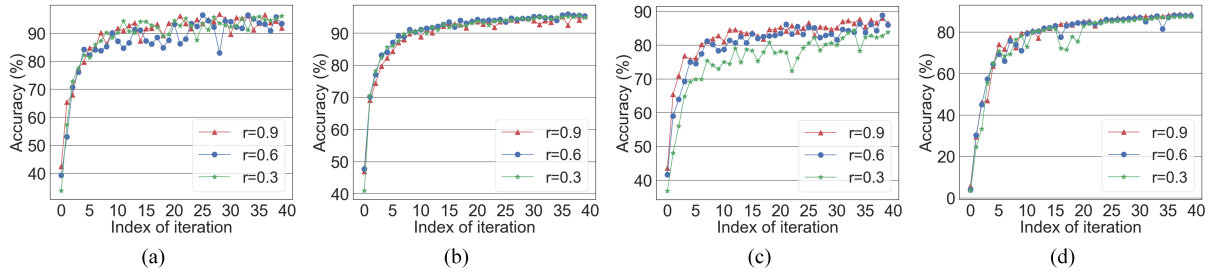 Accuracy (%)
90
80
70
60
50
40
r=0.9
r=0.6
r=0.3
0 5 10 15 20 25 30 35 40
Index of iteration
(a)
Accuracy (%)
100
90
80
70
60
50
40
r=0.9
r=0.6
r=0.3
0 5 10 15 20 25 30 35 40
Index of iteration
(b)
Accuracy (%)
90
80
70
60
50
40
r=0.9
r=0.6
r=0.3
0 5 10 15 20 25 30 35 40
Index of iteration
(c)
Accuracy (%)
80
60
40
20
0
r=0.9
r=0.6
r=0.3
0 5 10 15 20 25 30 35 40
Index of iteration
(d)